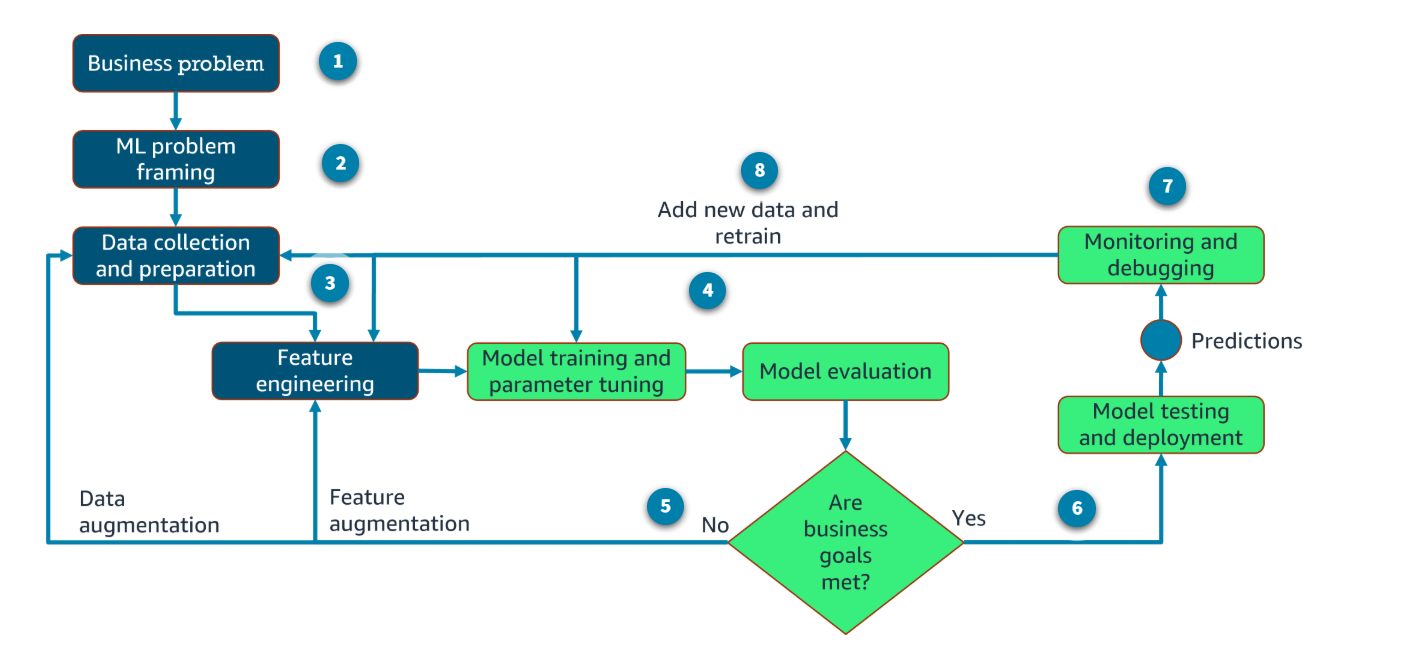 Business problem
1
ML problem
framing
2
8
7
Add new data and
retrain
Data collection
and preparation
3
4
Monitoring and
debugging
Predictions
Feature
engineering
Model training and
parameter tuning
Model evaluation
Model testing
and deployment
Data
augmentation
Feature
augmentation
5
No
Are
business
goals
met?
Yes
6